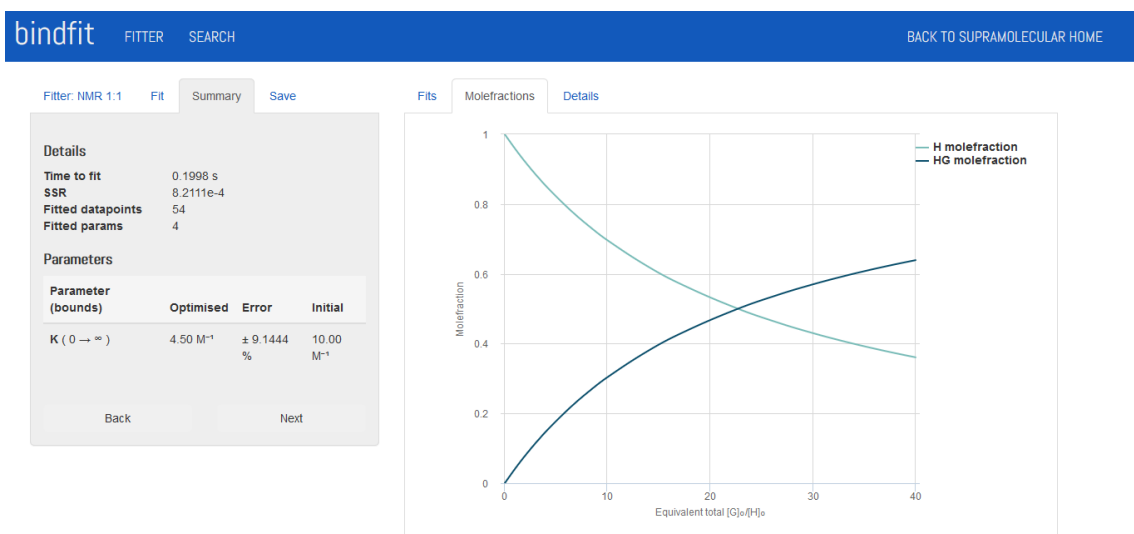 bindfit FITTER SEARCH BACK TO SUPRAMOLECULAR HOME
Fitter: NMR 1:1 Fit Summary Save
Details
Time to fit 0.1998 s
SSR 8.2111e-4
Fitted datapoints 54
Fitted params 4
Parameters
Parameter
(bounds) Optimised Error Initial
K ( 0 → ∞ ) 4.50 M⁻¹ ± 9.1444 10.00
% M⁻¹
Back Next
Fits Molefractions Details
H molefraction
HG molefraction
1
0.8
0.6
0.4
0.2
0
Molefraction
0 10 20 30 40
Equivalent total [G]₀/[H]₀